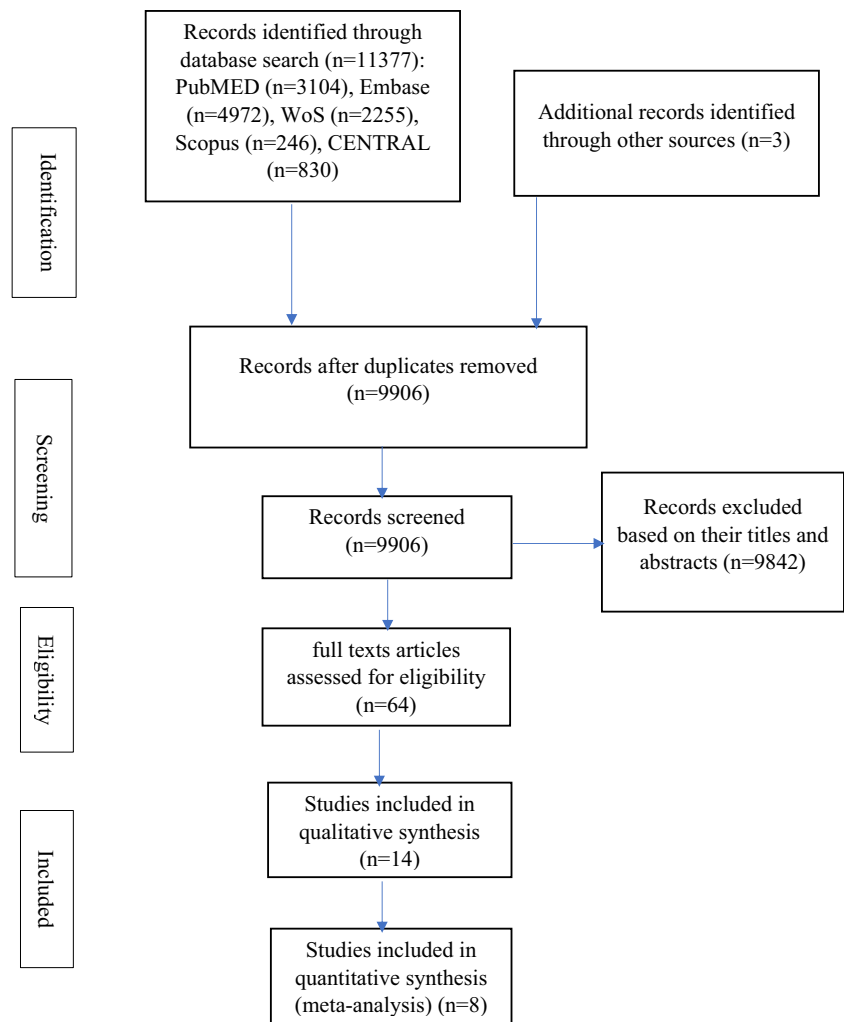 Records identified through
database search (n=11377):
PubMED (n=3104), Embase
(n=4972), WoS (n=2255),
Scopus (n=246), CENTRAL
(n=830)
Additional records identified
through other sources (n=3)
Identification
Records after duplicates removed
(n=9906)
Screening
Records screened
(n=9906)
Records excluded
based on their titles and
abstracts (n=9842)
Eligibility
full texts articles
assessed for eligibility
(n=64)
Included
Studies included in
qualitative synthesis
(n=14)
Studies included in
quantitative synthesis
(meta-analysis) (n=8)